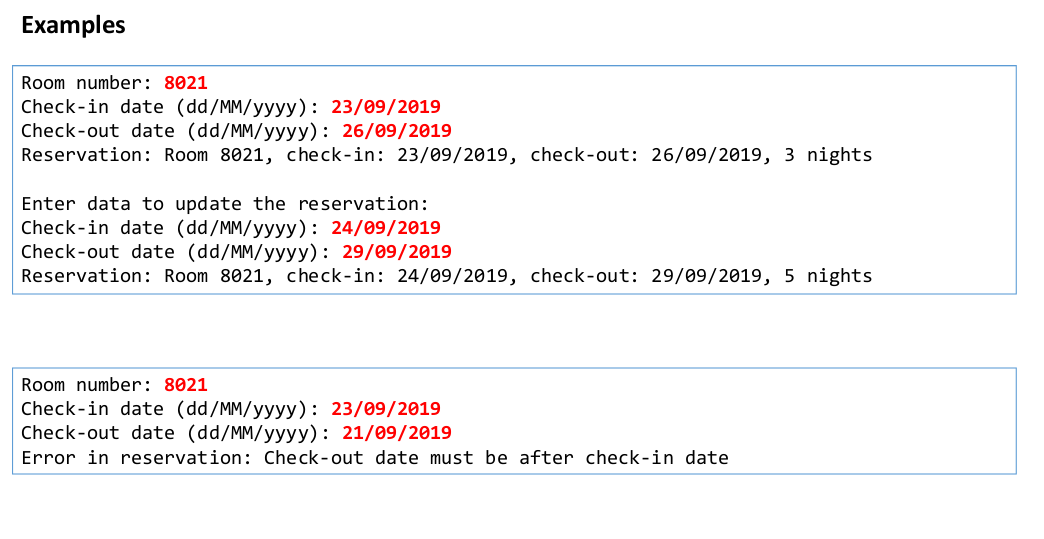 Examples
Room number: 8021
Check-in date (dd/MM/yyyy): 23/09/2019
Check-out date (dd/MM/yyyy): 26/09/2019
Reservation: Room 8021, check-in: 23/09/2019, check-out: 26/09/2019, 3 nights
Enter data to update the reservation:
Check-in date (dd/MM/yyyy): 24/09/2019
Check-out date (dd/MM/yyyy): 29/09/2019
Reservation: Room 8021, check-in: 24/09/2019, check-out: 29/09/2019, 5 nights
Room number: 8021
Check-in date (dd/MM/yyyy): 23/09/2019
Check-out date (dd/MM/yyyy): 21/09/2019
Error in reservation: Check-out date must be after check-in date